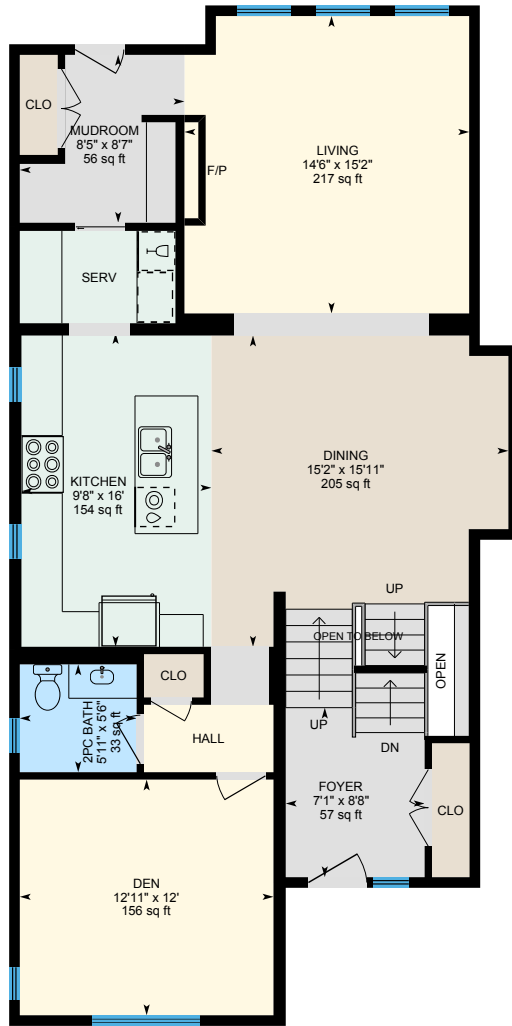 CLO
MUDROOM
8'5" x 8'7"
56 sq ft
LIVING
14'6" x 15'2"
217 sq ft
F/P
SERV
KITCHEN
9'8" x 16'
154 sq ft
DINING
15'2" x 15'11"
205 sq ft
UP
OPEN TO BELOW
OPEN
UP
DN
CLO
2PC BATH
5'11" x 5'6"
33 sq ft
HALL
FOYER
7'1" x 8'8"
57 sq ft
CLO
DEN
12'11" x 12'
156 sq ft